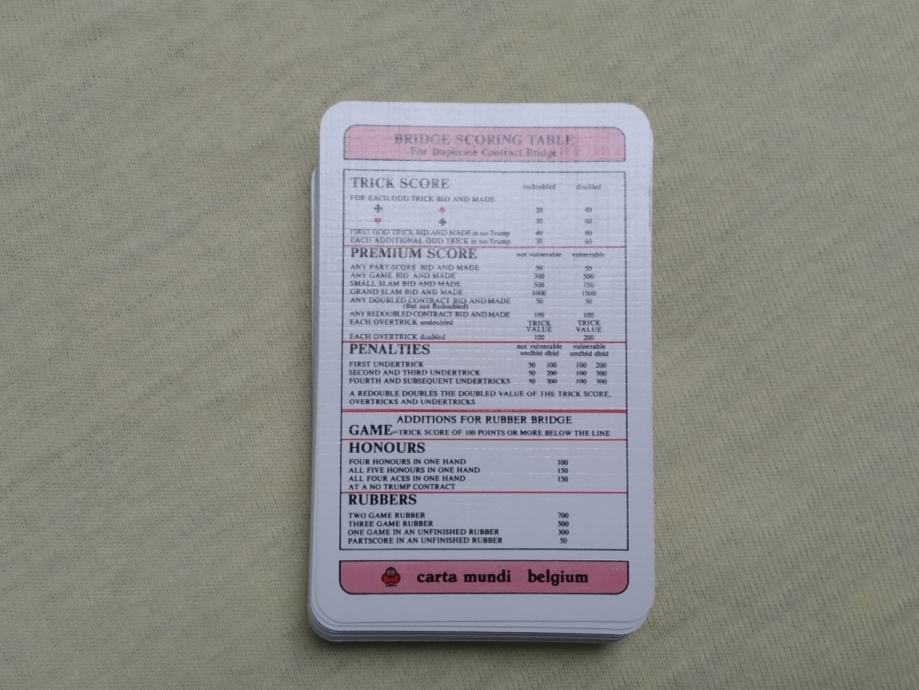 BRIDGE SCORING TABLE
For Duplicate Contract Bridge
TRICK SCORE undoubled doubled
FOR EACH ODD TRICK BID AND MADE
♣ ♦ 20 40
♥ ♠ 30 60
FIRST ODD TRICK BID AND MADE in no-Trump 40 80
EACH ADDITIONAL ODD TRICK in no-Trump 30 60
PREMIUM SCORE not vulnerable vulnerable
ANY PART-SCORE BID AND MADE 50 50
ANY GAME BID AND MADE 300 500
SMALL SLAM BID AND MADE 500 750
GRAND SLAM BID AND MADE 1000 1500
ANY DOUBLED CONTRACT BID AND MADE 50 50
(But not Redoubled)
ANY REDOUBLED CONTRACT BID AND MADE 100 100
EACH OVERTRICK undoubled TRICK VALUE TRICK VALUE
EACH OVERTRICK doubled 100 200
PENALTIES not vulnerable vulnerable
undbld dbld undbld dbld
FIRST UNDERTRICK 50 100 100 200
SECOND AND THIRD UNDERTRICK 50 200 100 300
FOURTH AND SUBSEQUENT UNDERTRICKS 50 300 100 300
A REDOUBLE DOUBLES THE DOUBLED VALUE OF THE TRICK SCORE,
OVERTRICKS AND UNDERTRICKS
ADDITIONS FOR RUBBER BRIDGE
GAME=TRICK SCORE OF 100 POINTS OR MORE BELOW THE LINE
HONOURS
FOUR HONOURS IN ONE HAND 100
ALL FIVE HONOURS IN ONE HAND 150
ALL FOUR ACES IN ONE HAND 150
AT A NO TRUMP CONTRACT
RUBBERS
TWO GAME RUBBER 700
THREE GAME RUBBER 500
ONE GAME IN AN UNFINISHED RUBBER 300
PARTSCORE IN AN UNFINISHED RUBBER 50
carta mundi belgium